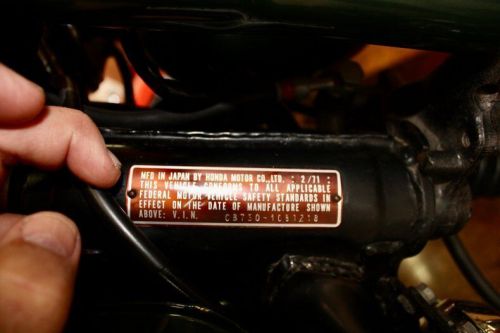 MFD IN JAPAN BY HONDA MOTOR CO., LTD. : 2/71 :
THIS VEHICLE CONFORMS TO ALL APPLICABLE
FEDERAL MOTOR VEHICLE SAFETY STANDARDS IN
EFFECT ON THE DATE OF MANUFACTURE SHOWN
ABOVE: V.I.N. CB750-1081218